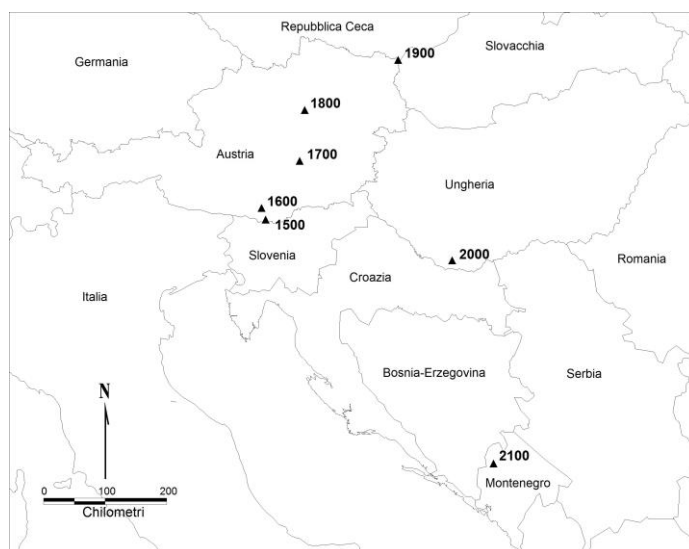 Repubblica Ceca
Slovacchia
Germania
1900
1800
Austria
1700
Ungheria
1600
1500
Slovenia
2000
Romania
Croazia
Italia
Bosnia-Erzegovina
Serbia
N
2100
Montenegro
0 100 200
Chilometri